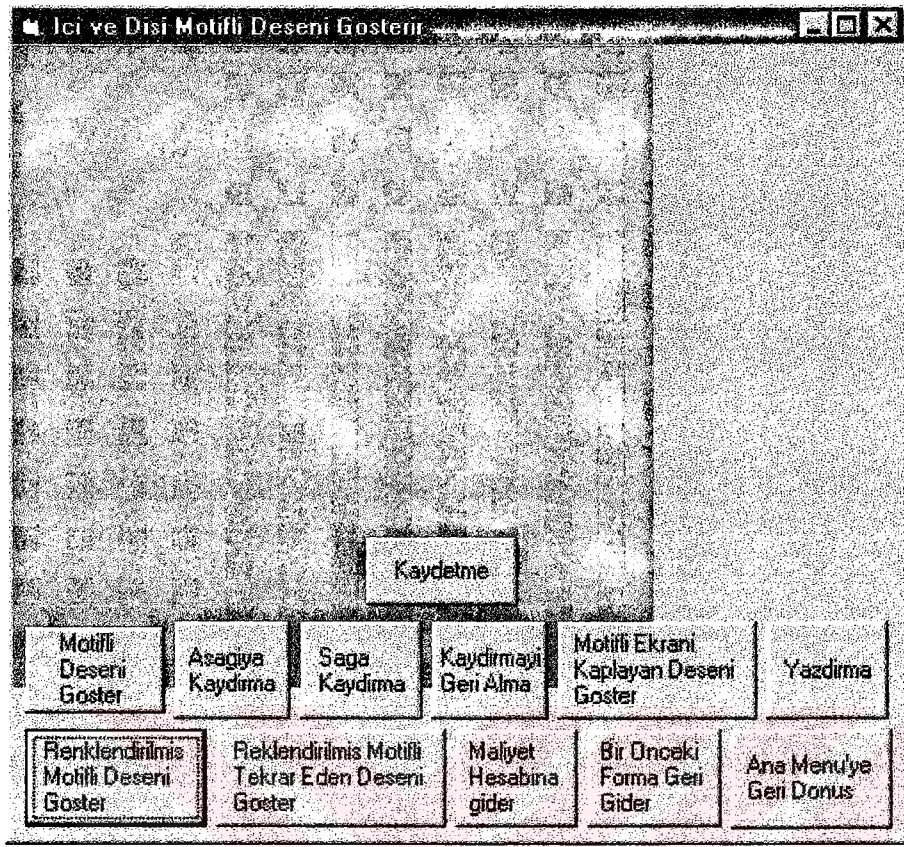 Ici ve Disi Motifli Deseni Gosterir
Kaydetme
Motifli
Deseni
Goster
Asagiya
Kaydirma
Saga
Kaydirma
Kaydirmayi
Geri Alma
Motifli Ekrani
Kaplayan Deseni
Goster
Yazdirma
Renklendirilmis
Motifli Deseni
Goster
Reklendirilmis Motifli
Tekrar Eden Deseni
Goster
Maliyet
Hesabina
gider
Bir Onceki
Forma Geri
Gider
Ana Menu'ye
Geri Donus